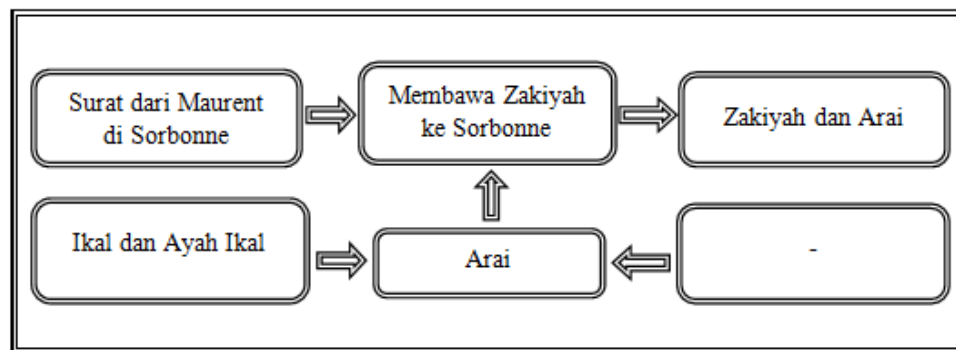 Surat dari Maurent
di Sorbonne
Membawa Zakiyah
ke Sorbonne
Zakiyah dan Arai
Ikal dan Ayah Ikal
Arai
-